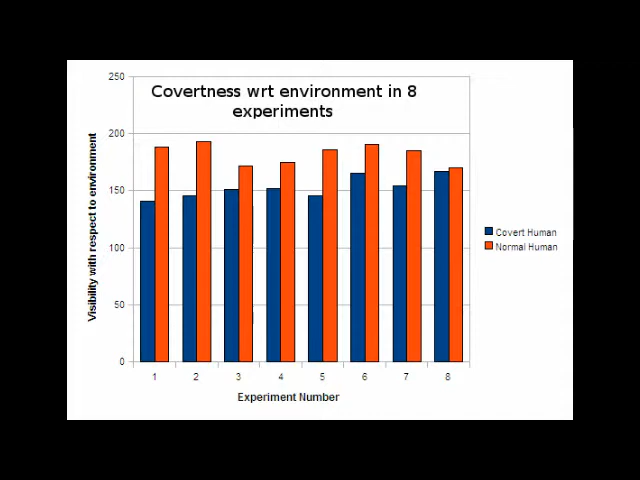 Covertness wrt environment in 8
experiments
250
200
150
100
50
0
Visibility with respect to environment
1 2 3 4 5 6 7 8
Experiment Number
Covert Human
Normal Human